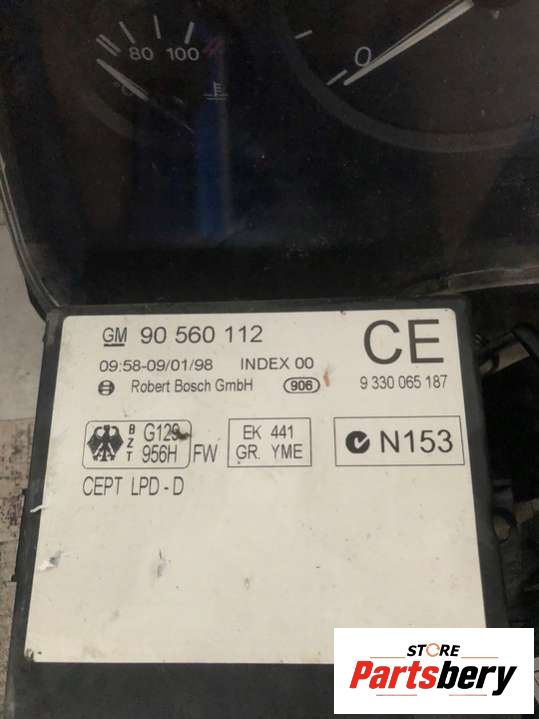 80 100
0
GM 90 560 112
CE
09:58-09/01/98 INDEX 00
Robert Bosch GmbH 906 9 330 065 187
BZT G129 956H FW
EK 441
GR. YME
N153
CEPT LPD - D
STORE
Partsbery